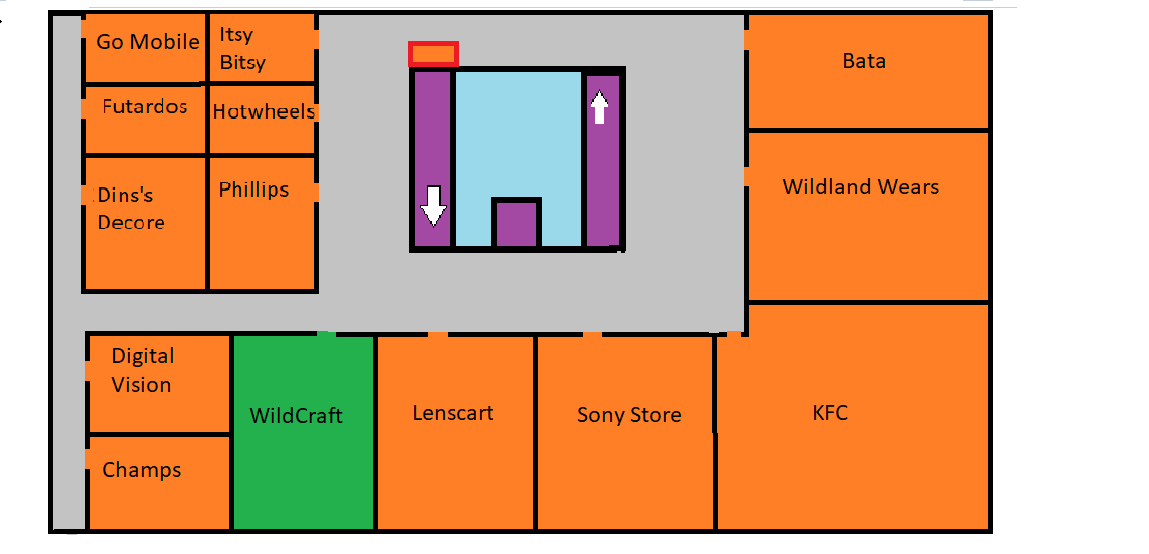 Go Mobile
Itsy
Bitsy
Bata
Futardos
Hotwheels
Dins's
Decore
Phillips
Wildland Wears
Digital
Vision
WildCraft
Lenscart
Sony Store
KFC
Champs